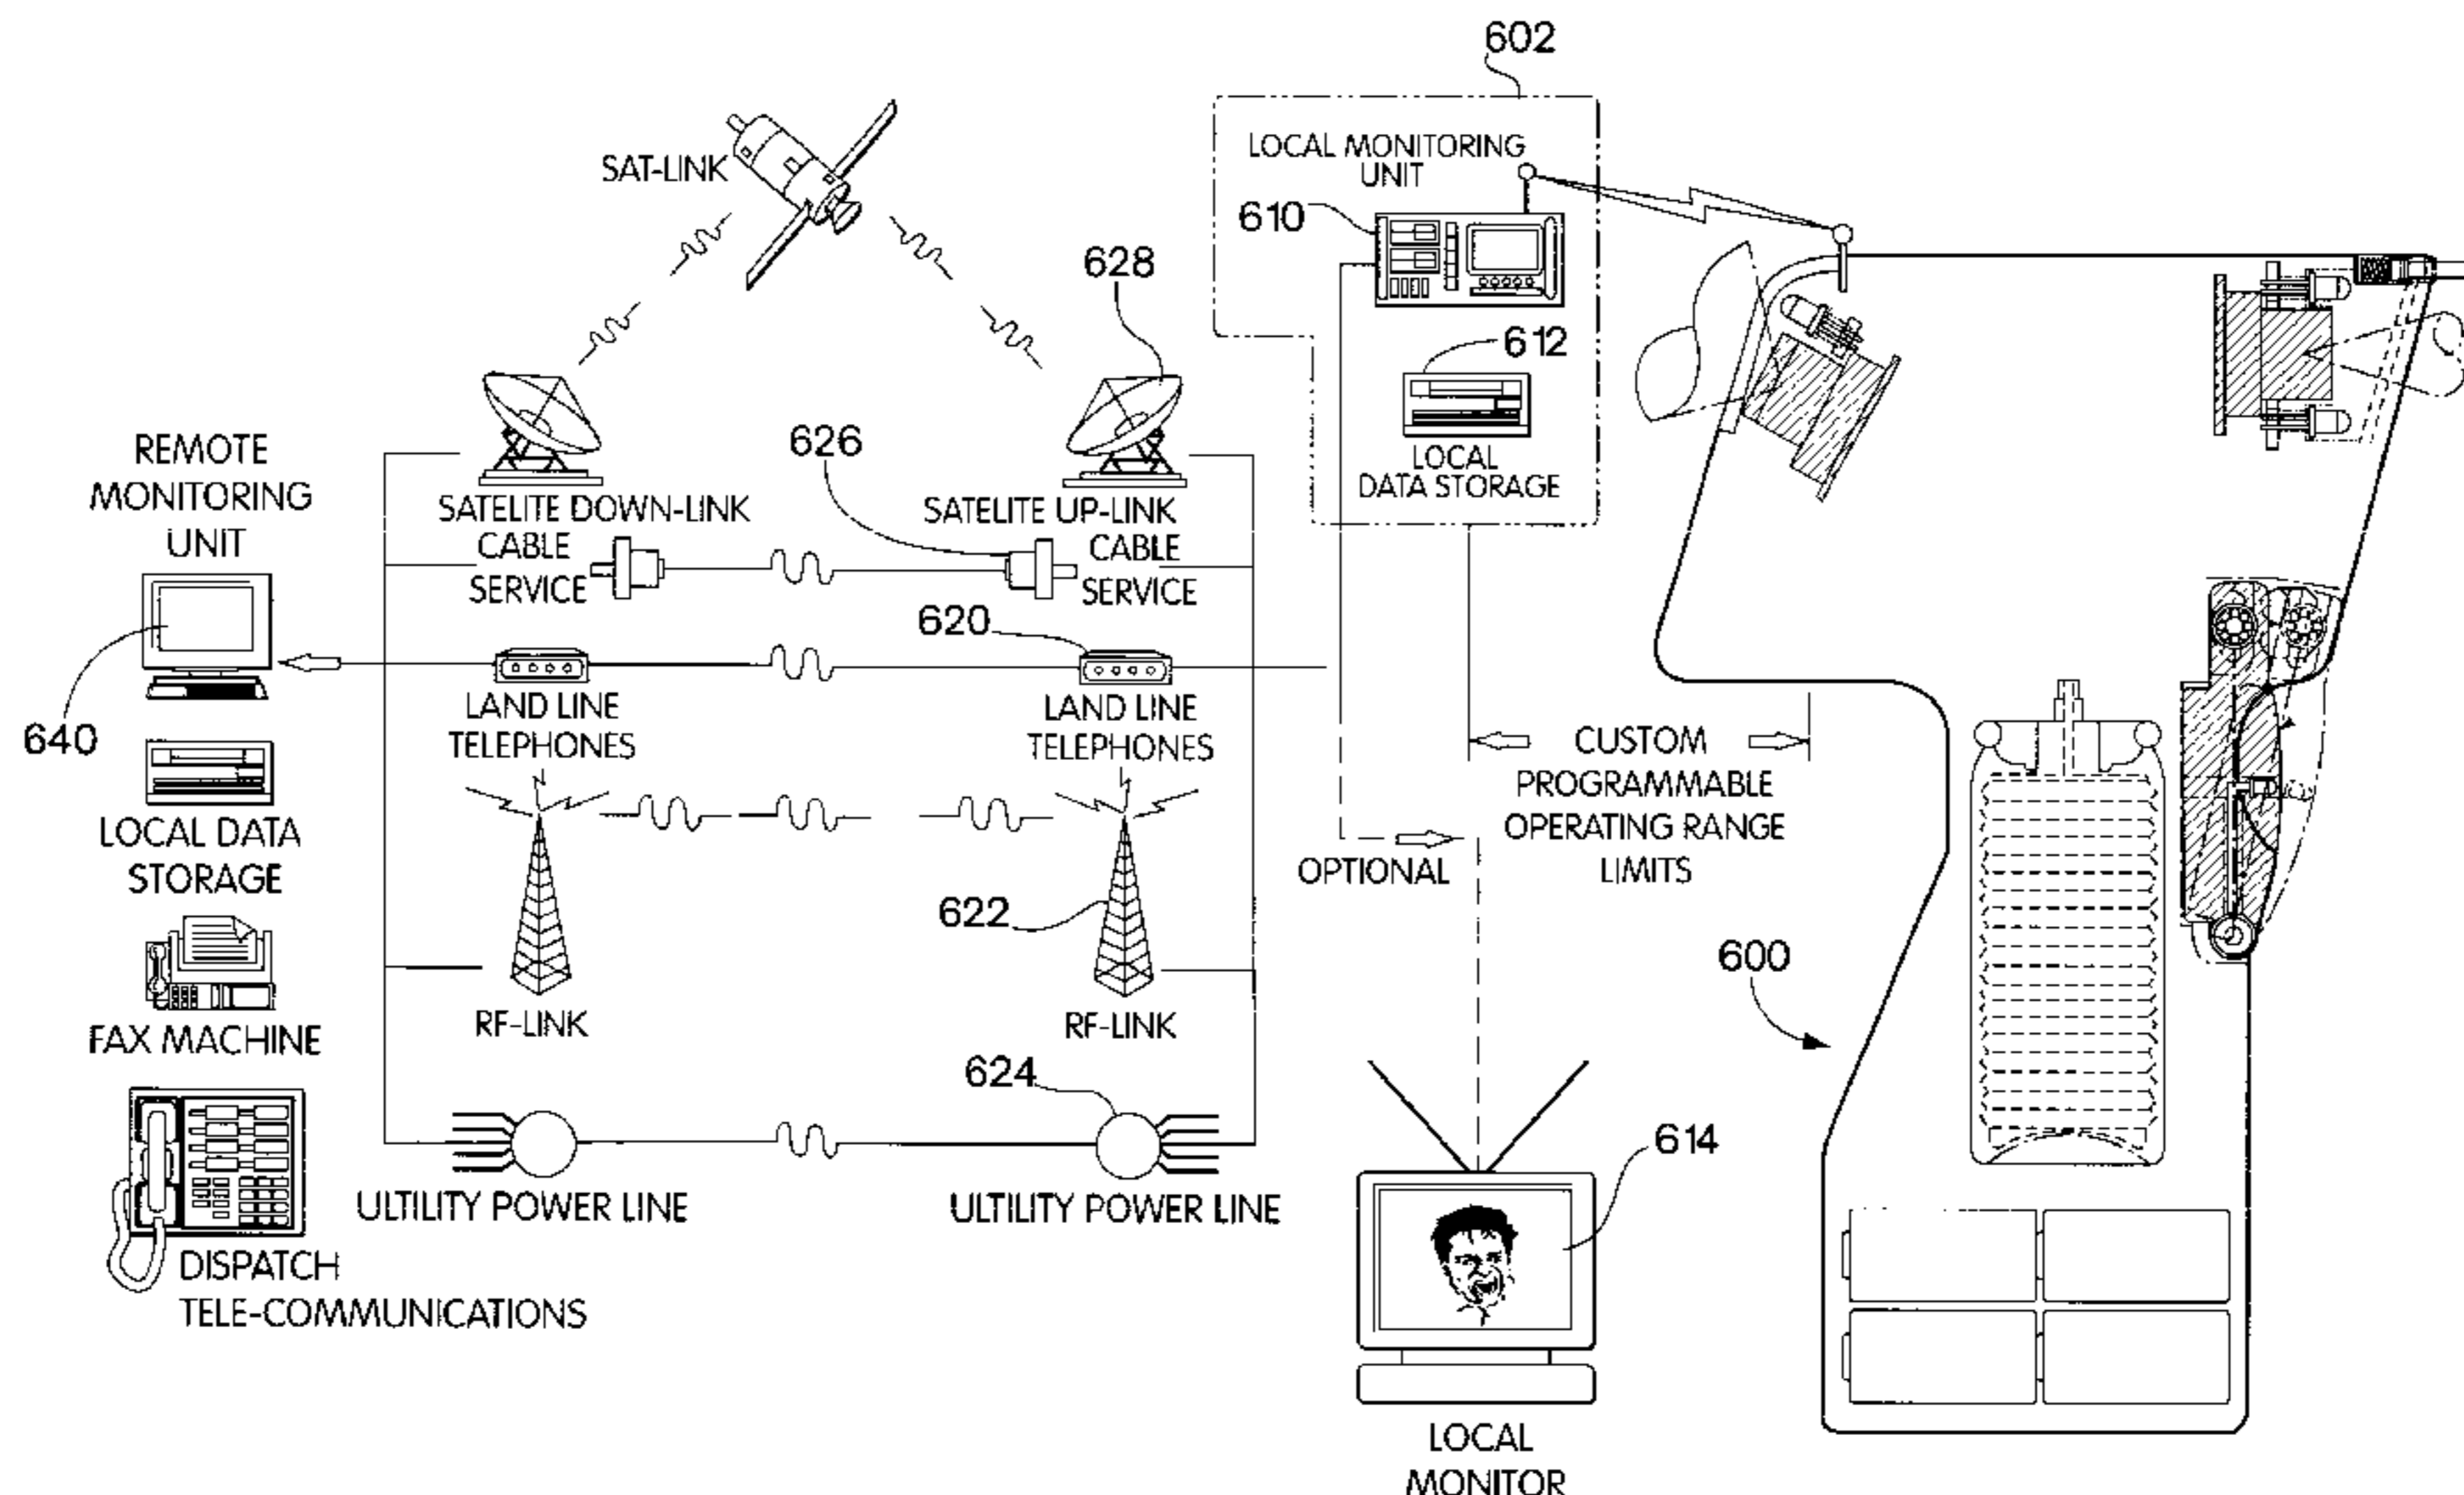 602
LOCAL MONITORING
UNIT
SAT-LINK
610
628
612
LOCAL
DATA STORAGE
REMOTE
MONITORING
UNIT
626
SATELITE DOWN-LINK
SATELITE UP-LINK
CABLE
SERVICE
CABLE
SERVICE
620
640
LAND LINE
TELEPHONES
LAND LINE
TELEPHONES
CUSTOM
PROGRAMMABLE
OPERATING RANGE
LIMITS
OPTIONAL
LOCAL DATA
STORAGE
622
600
FAX MACHINE
RF-LINK
RF-LINK
624
614
ULTILITY POWER LINE
ULTILITY POWER LINE
DISPATCH
TELE-COMMUNICATIONS
LOCAL
MONITOR